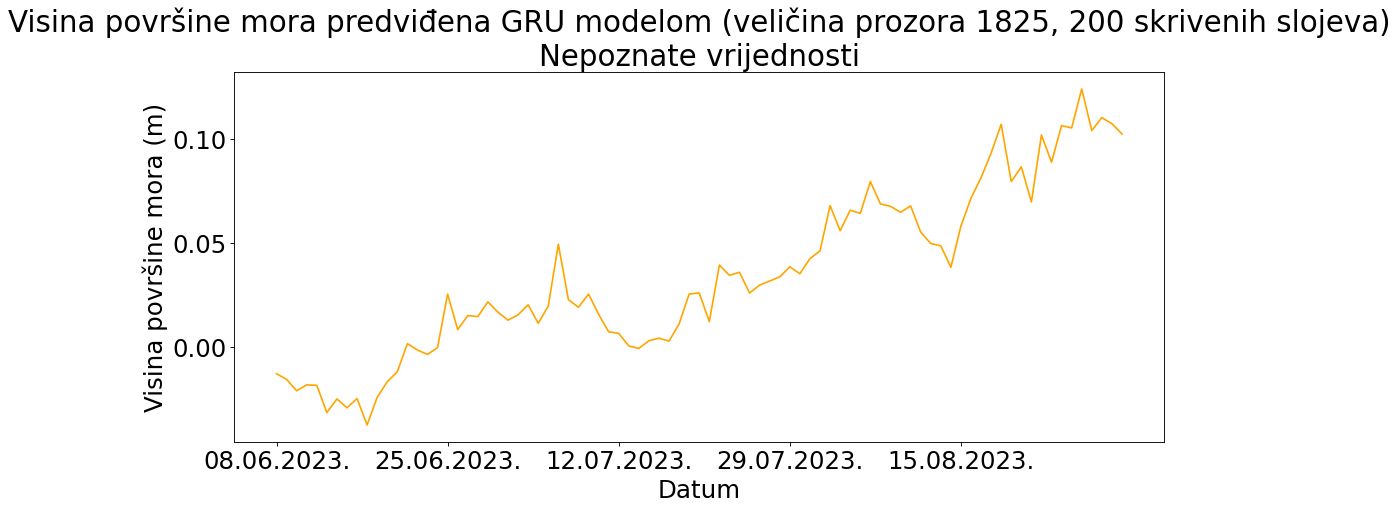 Visina površine mora predviđena GRU modelom (veličina prozora 1825, 200 skrivenih slojeva)
Nepoznate vrijednosti
Visina površine mora (m)
0.10
0.05
0.00
08.06.2023.
25.06.2023.
12.07.2023.
29.07.2023.
15.08.2023.
Datum